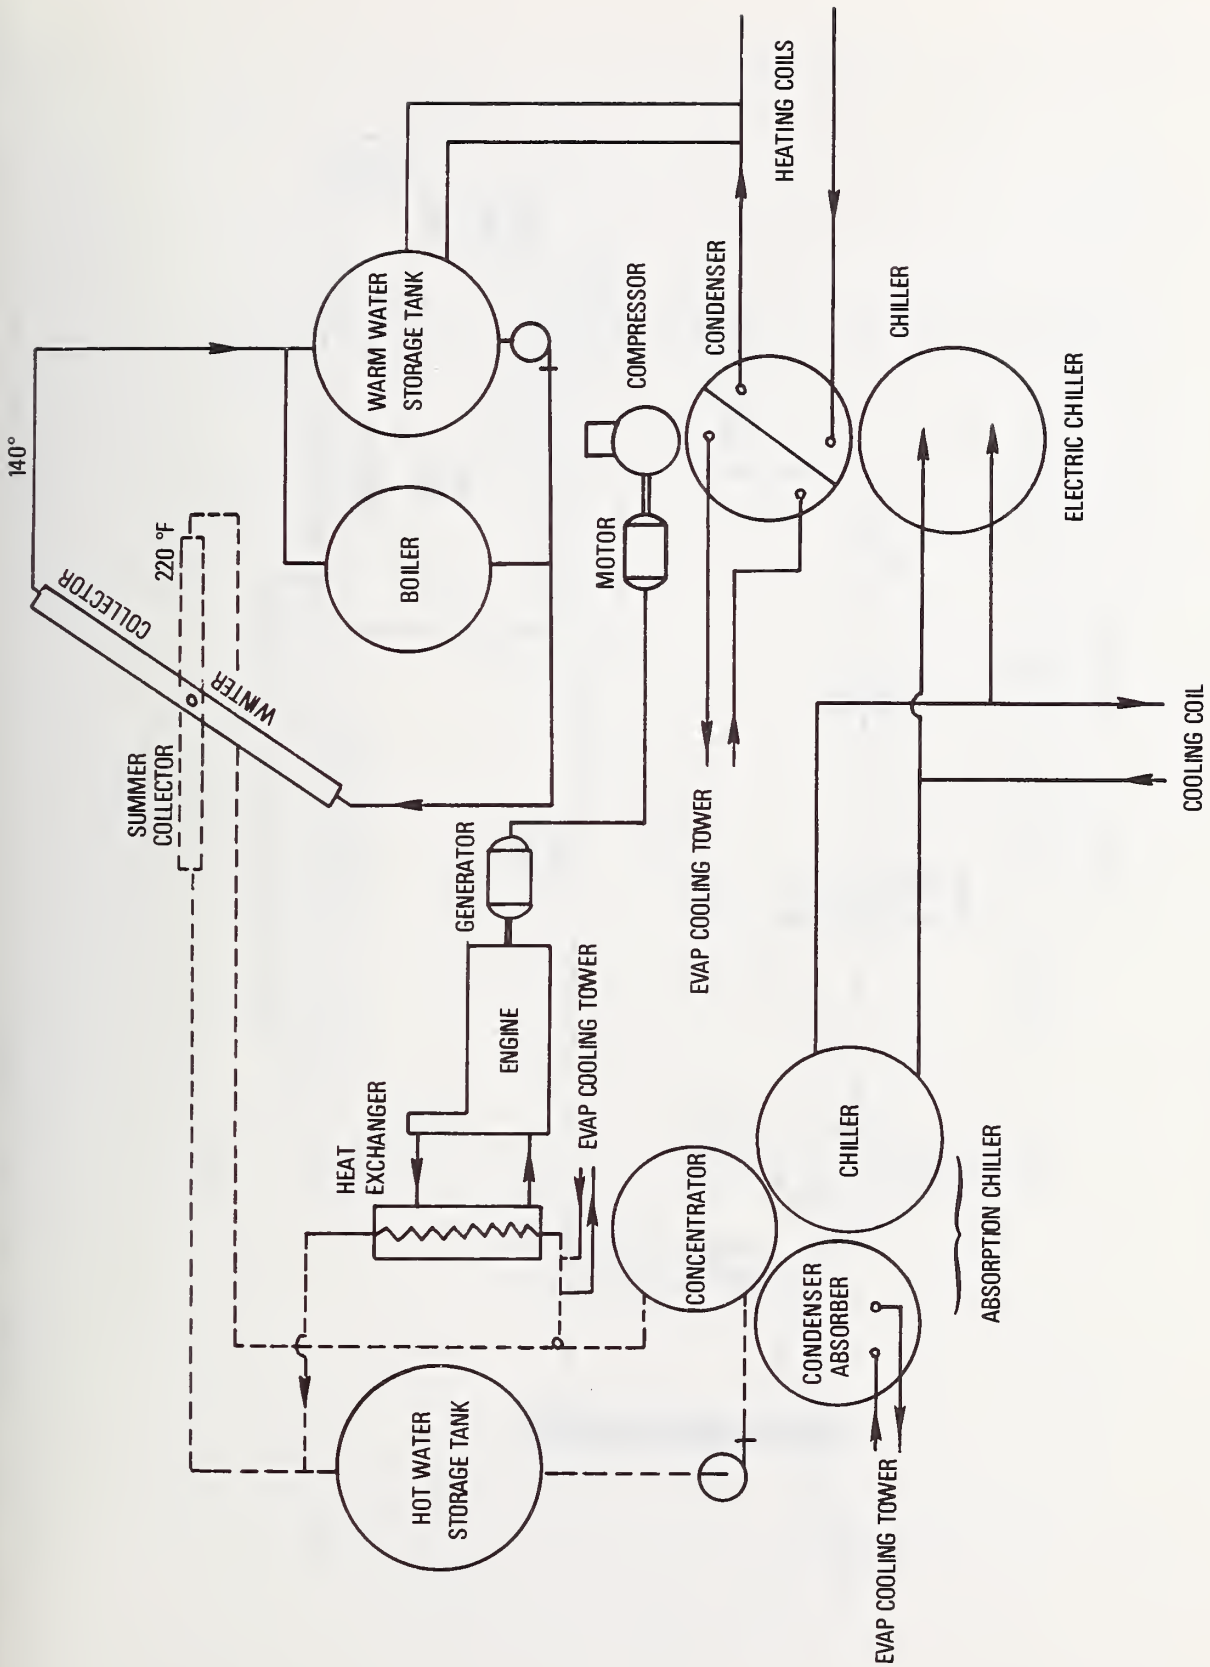 SUMMER
COLLECTOR
220 °F
140°
WINTER
COLLECTOR
HOT WATER
STORAGE TANK
HEAT
EXCHANGER
ENGINE
GENERATOR
BOILER
WARM WATER
STORAGE TANK
EVAP COOLING TOWER
MOTOR
COMPRESSOR
CONCENTRATOR
EVAP COOLING TOWER
CONDENSER
HEATING COILS
CONDENSER
ABSORBER
CHILLER
CHILLER
EVAP COOLING TOWER
ABSORPTION CHILLER
ELECTRIC CHILLER
COOLING COIL